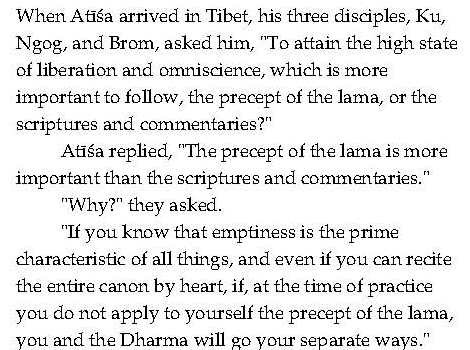 When Atīśa arrived in Tibet, his three disciples, Ku,
Ngog, and Brom, asked him, "To attain the high state
of liberation and omniscience, which is more
important to follow, the precept of the lama, or the
scriptures and commentaries?"
Atīśa replied, "The precept of the lama is more
important than the scriptures and commentaries."
"Why?" they asked.
"If you know that emptiness is the prime
characteristic of all things, and even if you can recite
the entire canon by heart, if, at the time of practice
you do not apply to yourself the precept of the lama,
you and the Dharma will go your separate ways."